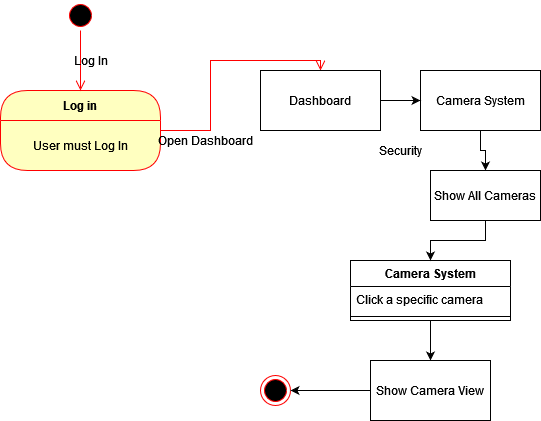 Log In
Log in
User must Log In
Open Dashboard
Dashboard
Camera System
Security
Show All Cameras
Camera System
Click a specific camera
Show Camera View